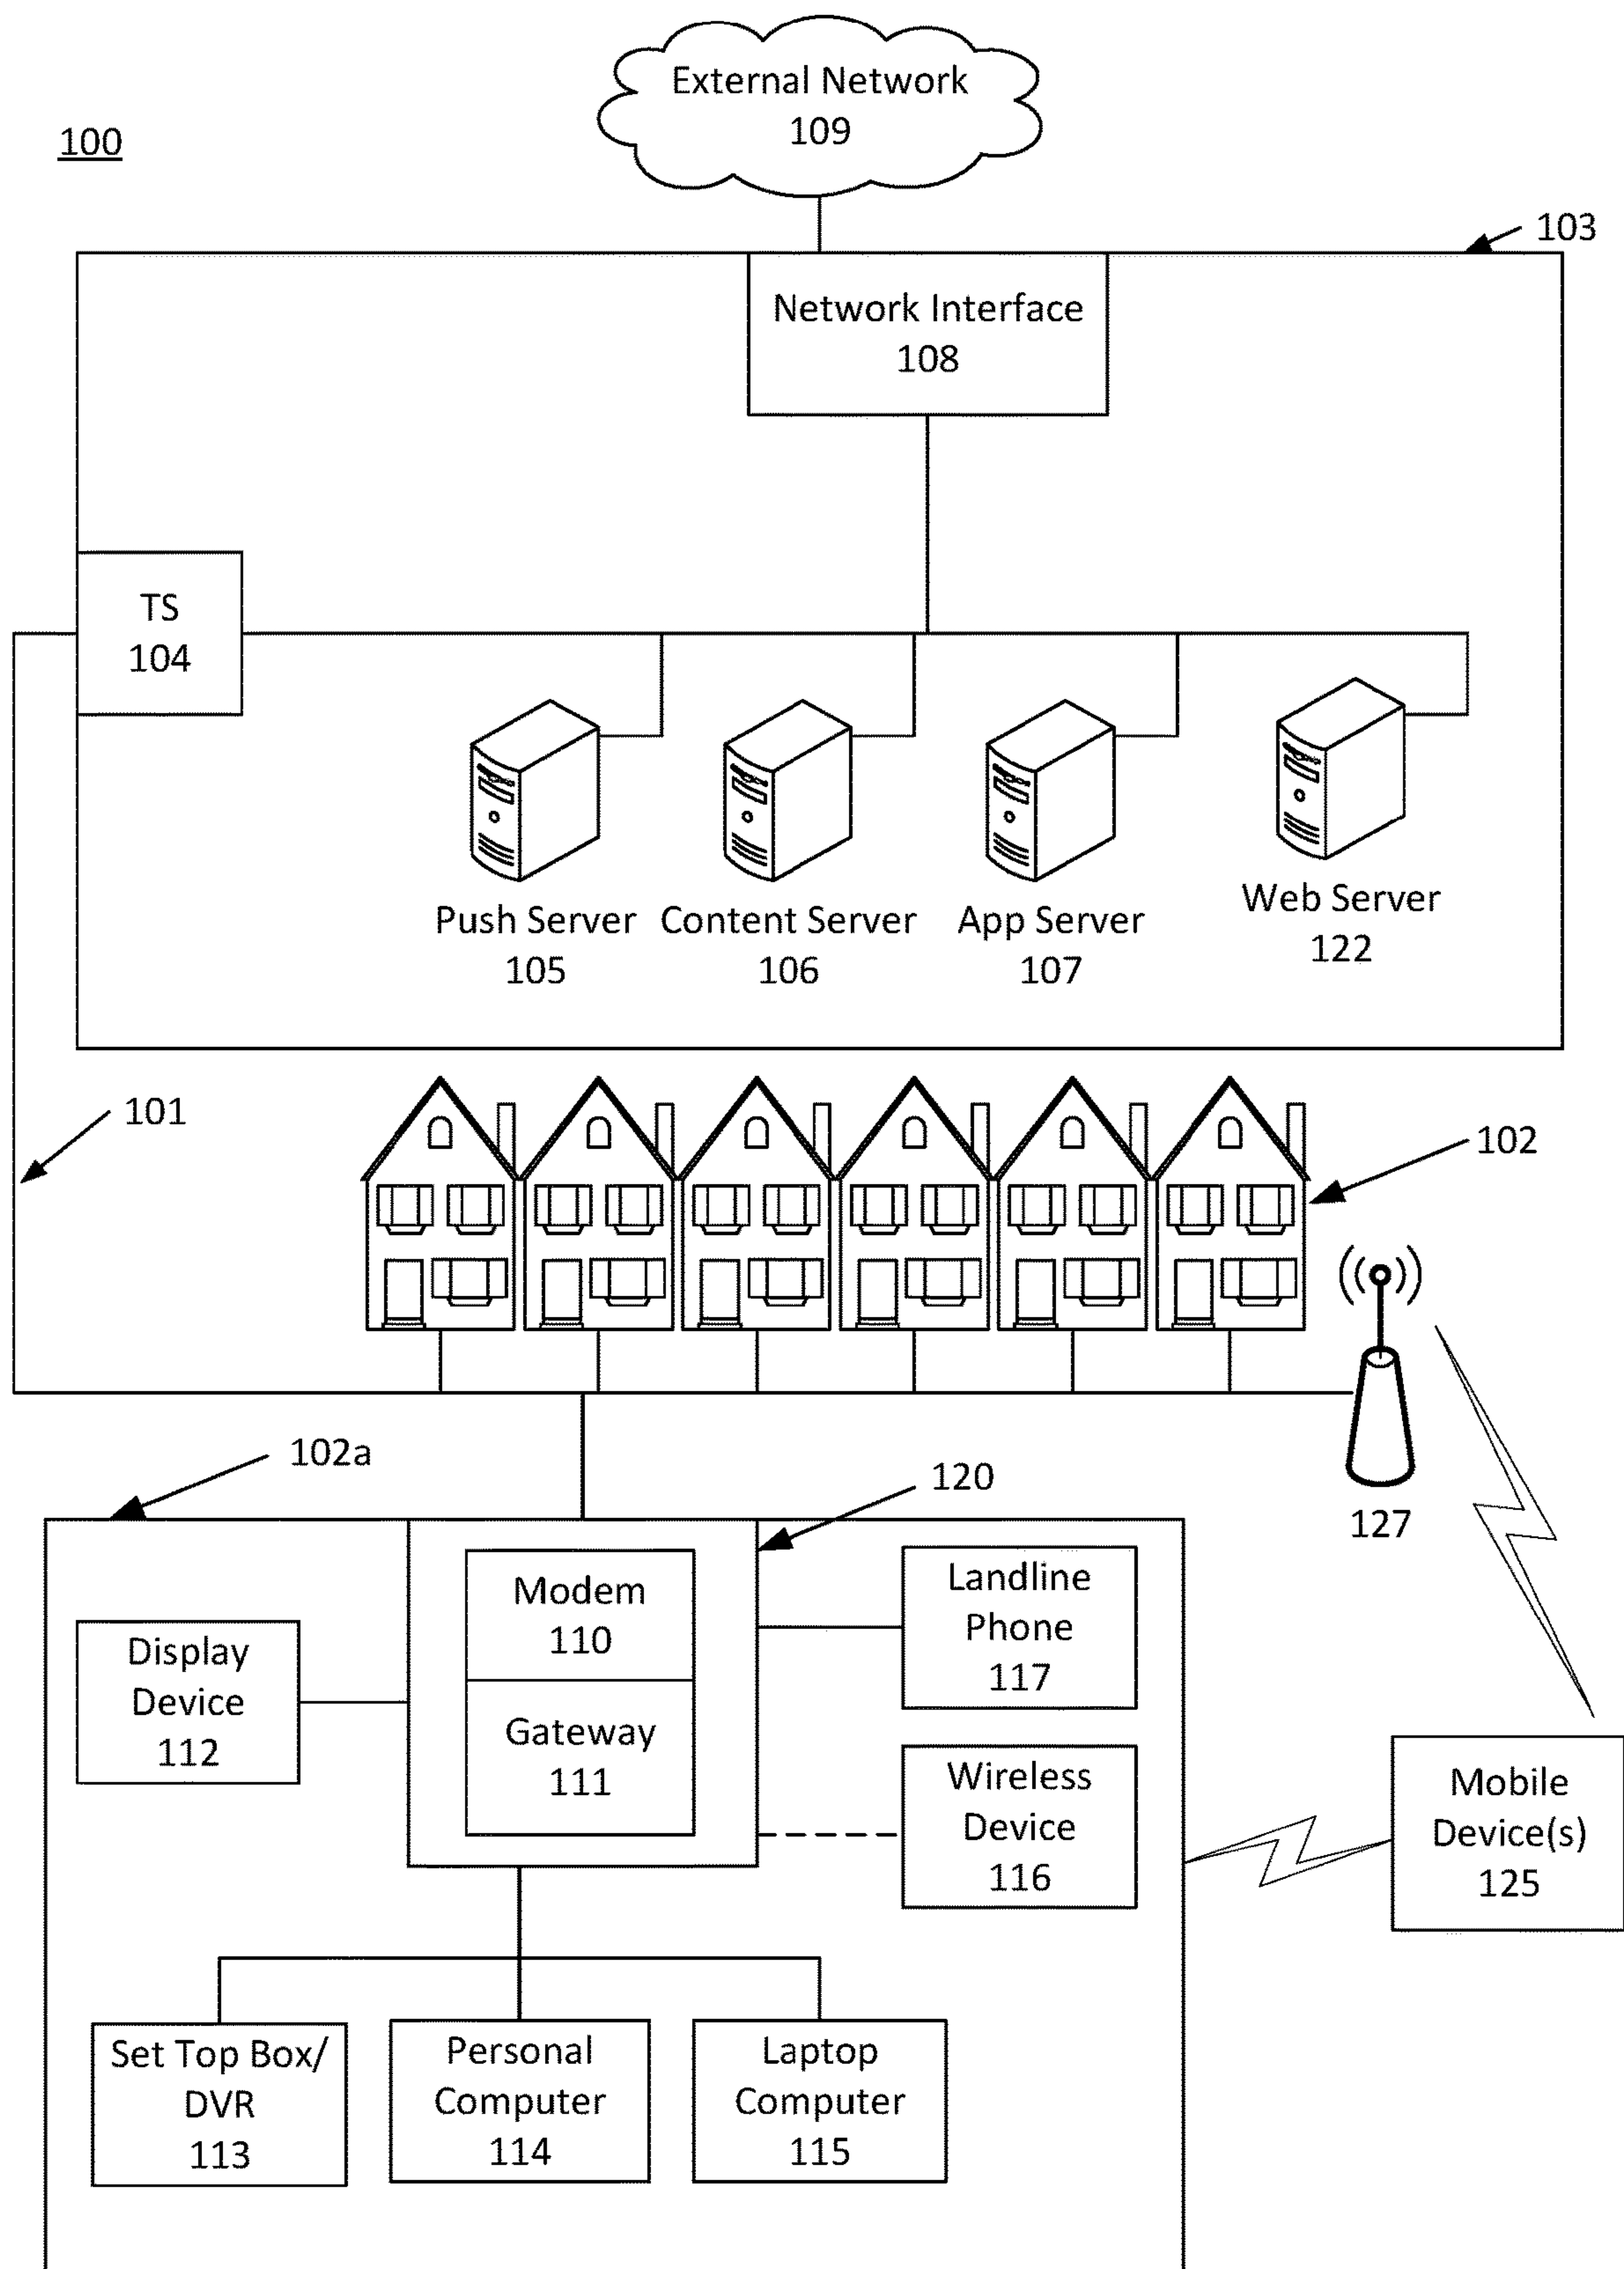 External Network
109
100
103
Network Interface
108
TS
104
Push Server
105
Content Server
106
App Server
107
Web Server
122
101
102
127
102a
120
Modem
110
Gateway
111
Display
Device
112
Landline
Phone
117
Wireless
Device
116
Mobile
Device(s)
125
Set Top Box/
DVR
113
Personal
Computer
114
Laptop
Computer
115